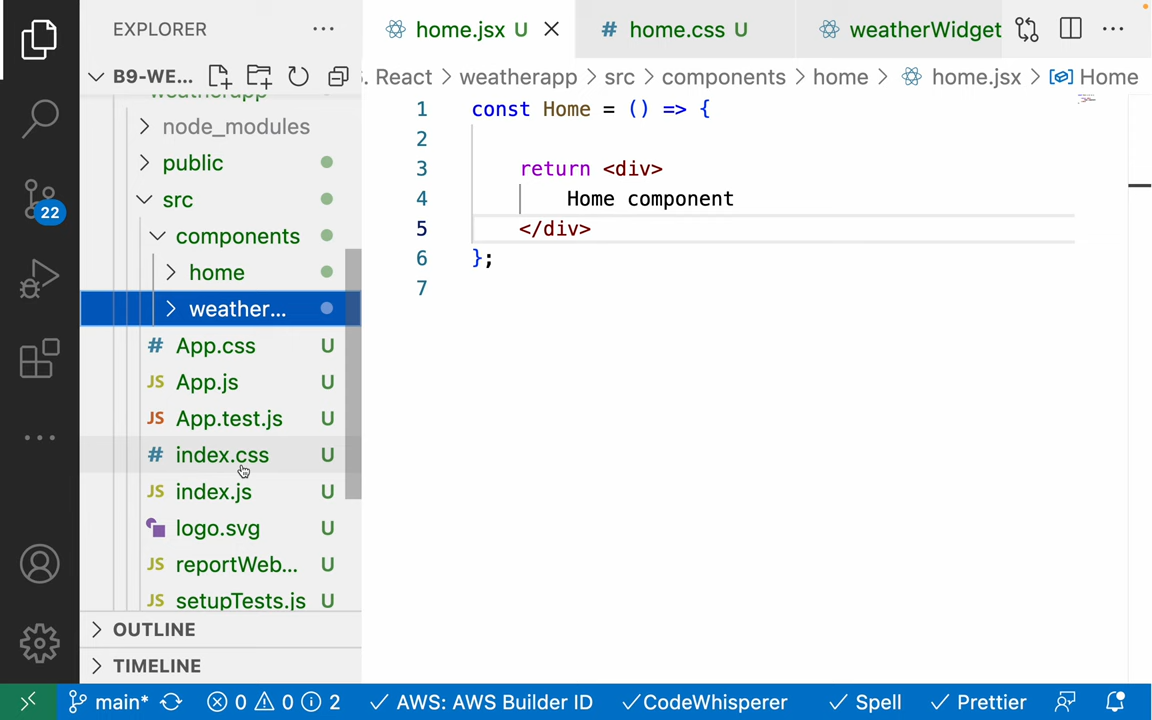 EXPLORER
B9-WE...
weatherapp
node_modules
public
src
components
home
weather...
App.css U
App.js U
App.test.js U
index.css U
index.js U
logo.svg U
reportWeb... U
setupTests.js U
OUTLINE
TIMELINE
home.jsx U
home.css U
weatherWidget
. React > weatherapp > src > components > home > home.jsx > Home
1 const Home = () => {
2
3 return <div>
4 Home component
5 </div>
6 };
7
22
main* 0 0 2 AWS: AWS Builder ID CodeWhisperer Spell Prettier